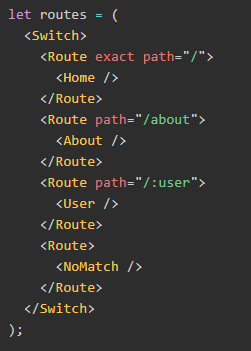 let routes = (
  <Switch>
    <Route exact path="/">
      <Home />
    </Route>
    <Route path="/about">
      <About />
    </Route>
    <Route path="/:user">
      <User />
    </Route>
    <Route>
      <NoMatch />
    </Route>
  </Switch>
);